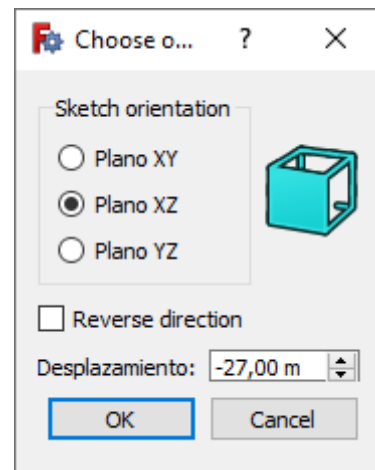 Choose o... ?
Sketch orientation
Plano XY
Plano XZ
Plano YZ
Reverse direction
Desplazamiento: -27,00 m
OK Cancel